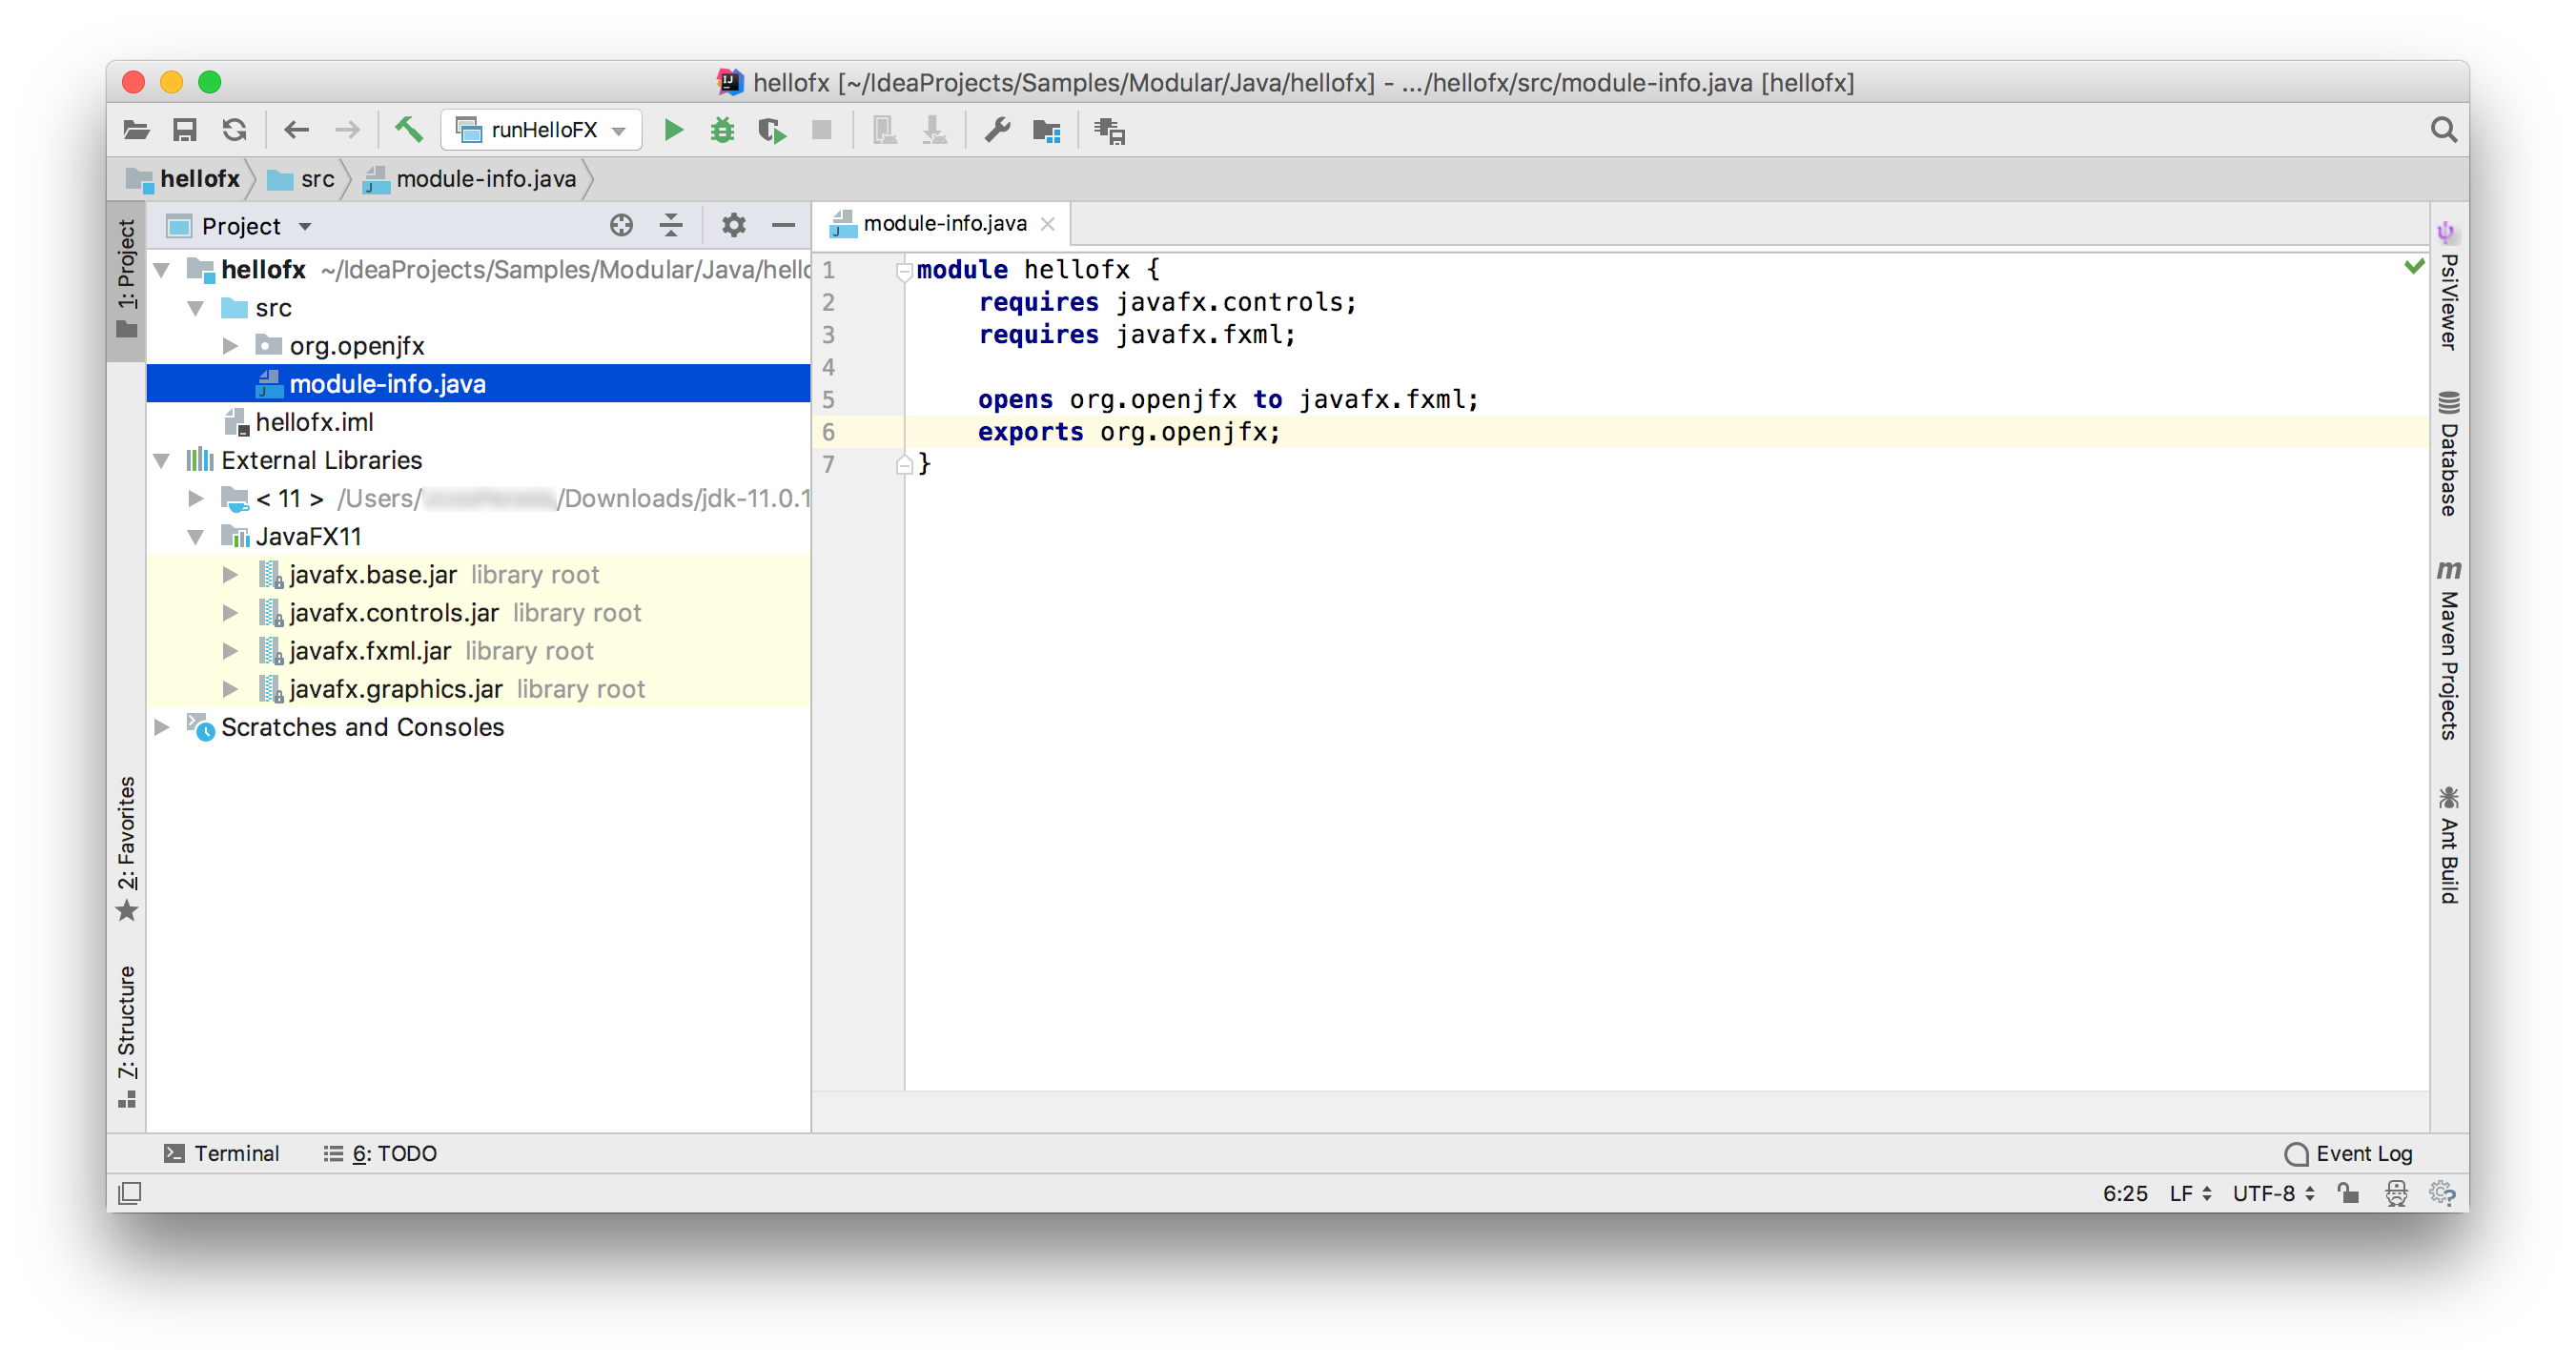 hellofx [~/IdeaProjects/Samples/Modular/Java/hellofx] - .../hellofx/src/module-info.java [hellofx]
runHelloFX
hellofx src module-info.java
1: Project
2: Favorites
7: Structure
Project
hellofx ~/IdeaProjects/Samples/Modular/Java/hello
src
org.openjfx
module-info.java
hellofx.iml
External Libraries
< 11 > /Users/ /Downloads/jdk-11.0.1
JavaFX11
javafx.base.jar library root
javafx.controls.jar library root
javafx.fxml.jar library root
javafx.graphics.jar library root
Scratches and Consoles
module-info.java
1 module hellofx {
2 requires javafx.controls;
3 requires javafx.fxml;
4
5 opens org.openjfx to javafx.fxml;
6 exports org.openjfx;
7 }
PsiViewer
Database
m Maven Projects
Ant Build
Terminal 6: TODO Event Log
6:25 LF UTF-8